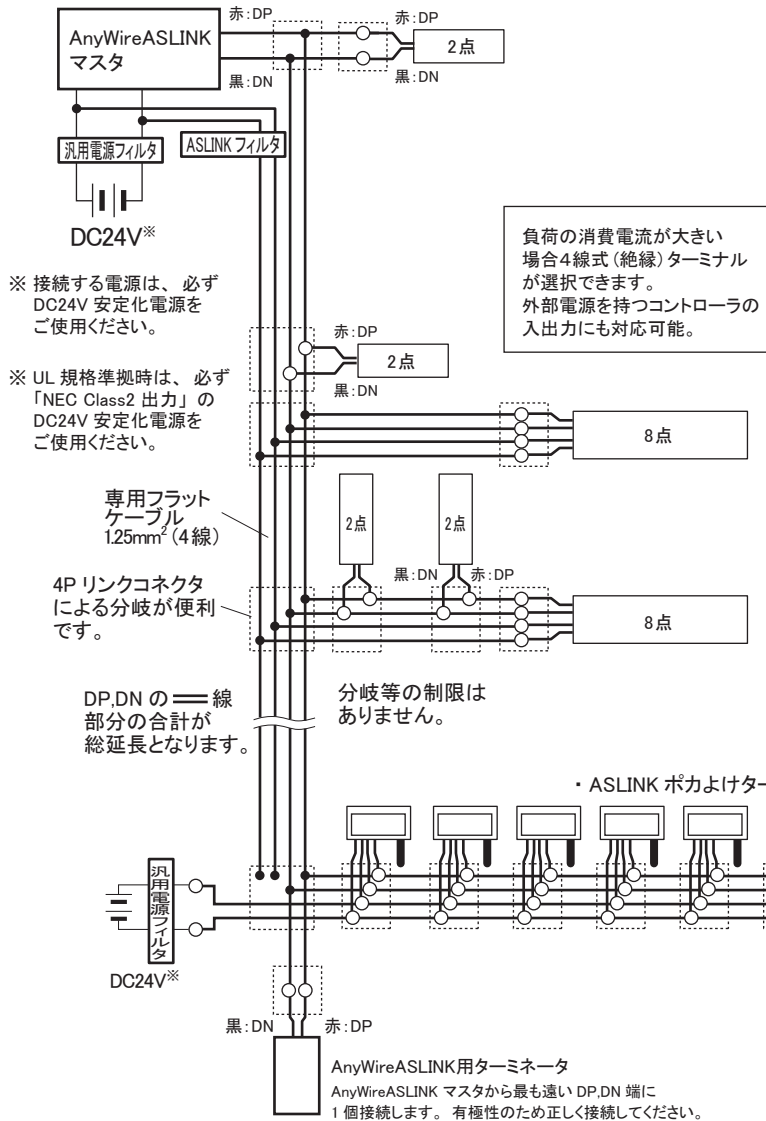 赤:DP
赤:DP
AnyWireASLINK
マスタ
2点
黒:DN
黒:DN
汎用電源フィルタ
ASLINK フィルタ
DC24V※
負荷の消費電流が大きい
場合4線式(絶縁)ターミナル
が選択できます。
外部電源を持つコントローラの
入出力にも対応可能。
※ 接続する電源は、必ず
DC24V 安定化電源を
ご使用ください。
赤:DP
2点
黒:DN
※ UL 規格準拠時は、必ず
「NEC Class2 出力」の
DC24V 安定化電源を
ご使用ください。
8点
専用フラット
ケーブル
1.25mm²(4線)
2点
2点
黒:DN
赤:DP
4P リンクコネクタ
による分岐が便利
です。
8点
DP,DN の 線
部分の合計が
総延長となります。
分岐等の制限は
ありません。
・ASLINK ポカよけター
汎用電源フィルタ
DC24V※
黒:DN
赤:DP
AnyWireASLINK用ターミネータ
AnyWireASLINK マスタから最も遠い DP,DN 端に
1個接続します。有極性のため正しく接続してください。